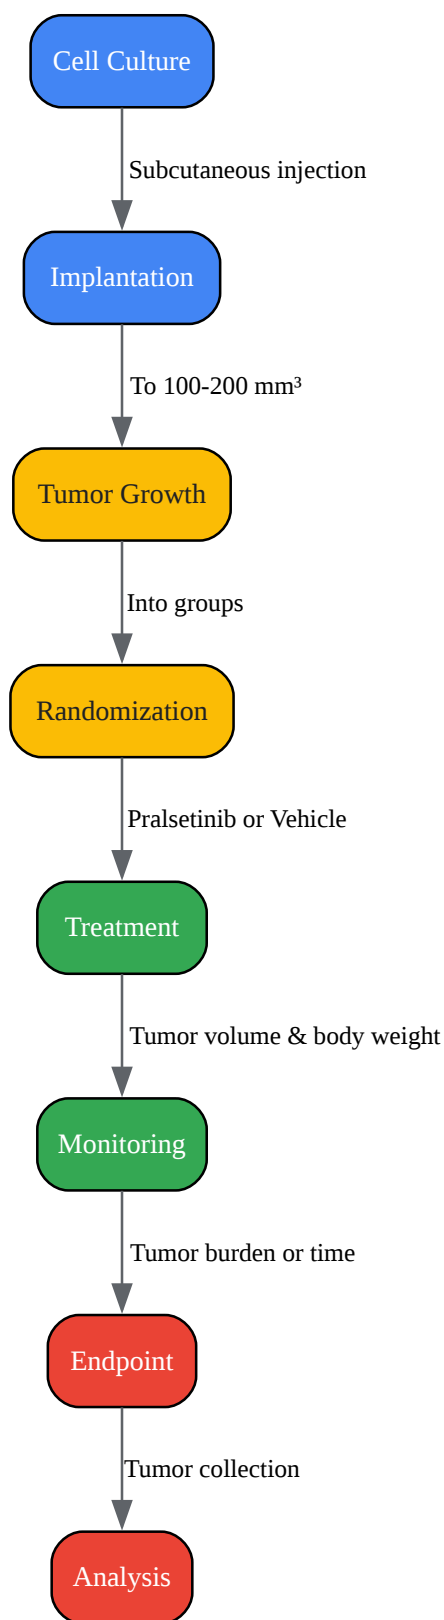 Cell Culture
Subcutaneous injection
Implantation
To 100-200 mm³
Tumor Growth
Into groups
Randomization
Pralsetinib or Vehicle
Treatment
Tumor volume & body weight
Monitoring
Tumor burden or time
Endpoint
Tumor collection
Analysis